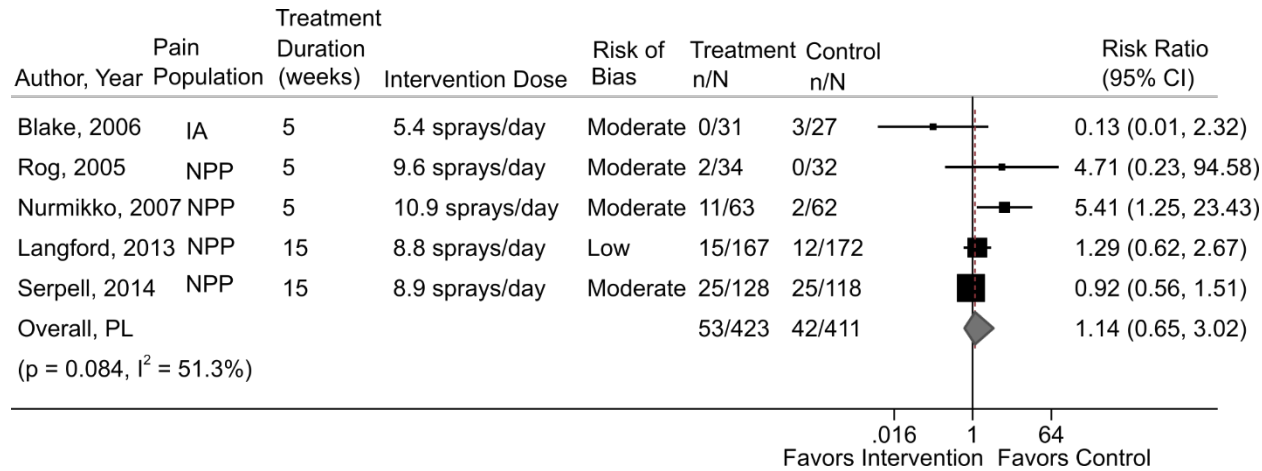 Author, Year Pain Population Treatment Duration (weeks) Intervention Dose Risk of Bias Treatment n/N Control n/N Risk Ratio (95% CI)
Blake, 2006 IA 5 5.4 sprays/day Moderate 0/31 3/27 0.13 (0.01, 2.32)
Rog, 2005 NPP 5 9.6 sprays/day Moderate 2/34 0/32 4.71 (0.23, 94.58)
Nurmikko, 2007 NPP 5 10.9 sprays/day Moderate 11/63 2/62 5.41 (1.25, 23.43)
Langford, 2013 NPP 15 8.8 sprays/day Low 15/167 12/172 1.29 (0.62, 2.67)
Serpell, 2014 NPP 15 8.9 sprays/day Moderate 25/128 25/118 0.92 (0.56, 1.51)
Overall, PL 53/423 42/411 1.14 (0.65, 3.02)
(p = 0.084, I² = 51.3%)
.016 1 64
Favors Intervention Favors Control